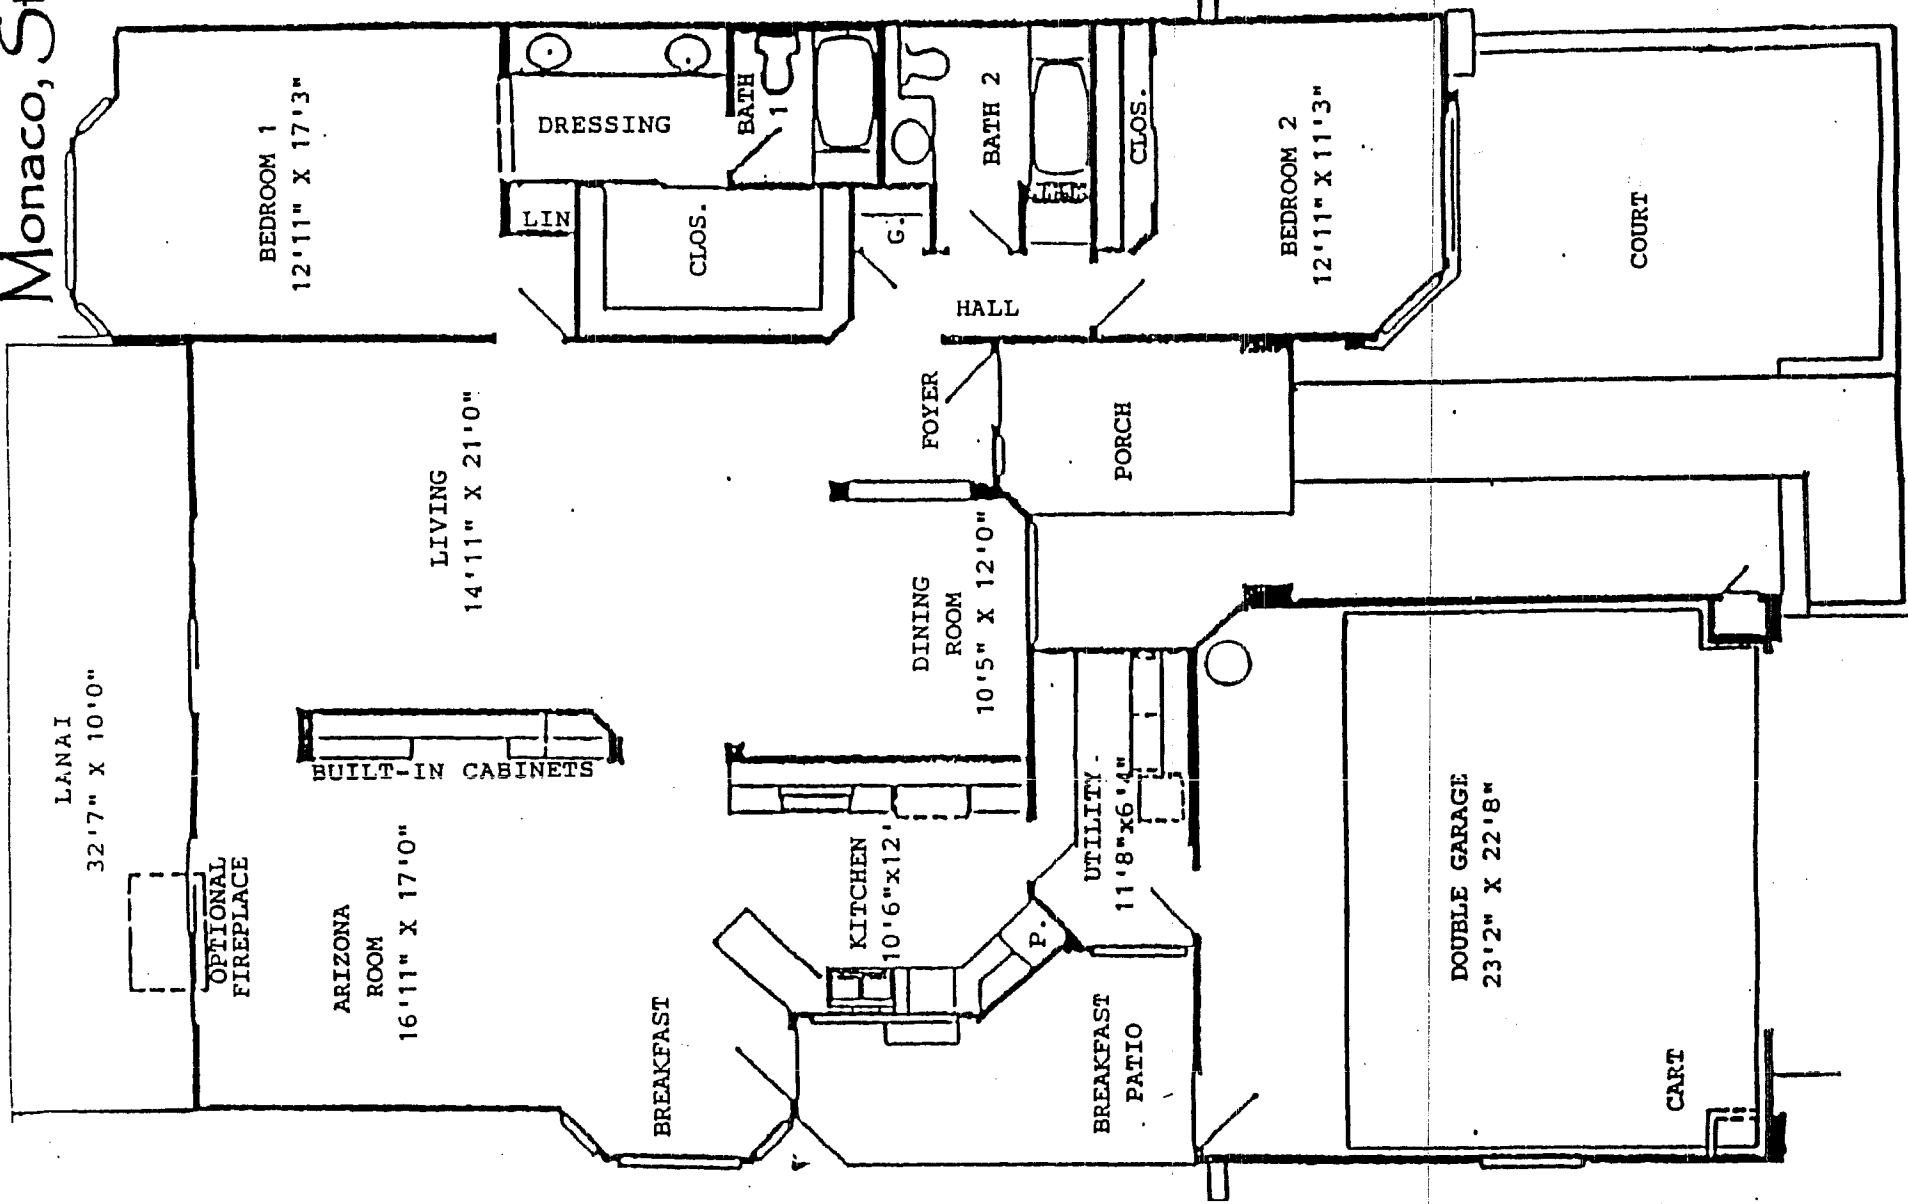 Monaco,
BEDROOM 1
12'11" X 17'3"
DRESSING
BATH
1
BATH 2
CLOS.
BEDROOM 2
12'11" X 11'3"
COURT
LIN
CLOS.
G.
HALL
LIVING
14'11" X 21'0"
FOYER
PORCH
LANAI
32'7" X 10'0"
BUILT-IN CABINETS
DINING
ROOM
10'5" X 12'0"
OPTIONAL
FIREPLACE
ARIZONA
ROOM
16'11" X 17'0"
KITCHEN
10'6"x12'
UTILITY
11'8"x6'4"
P.
DOUBLE GARAGE
23'2" X 22'8"
BREAKFAST
BREAKFAST
PATIO
CART